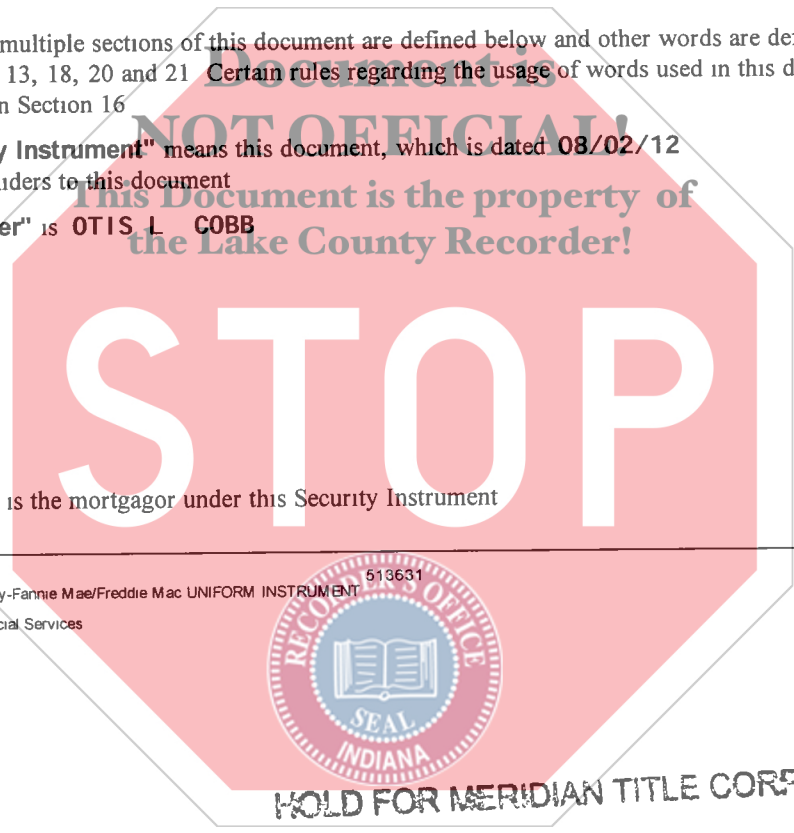 multiple sections of this document are defined below and other words are de
13, 18, 20 and 21 Certain rules regarding the usage of words used in this d
n Section 16
Document is
NOT OFFICIAL!
y Instrument" means this document, which is dated 08/02/12
iders to this document
This Document is the property of
the Lake County Recorder!
er" is OTIS L COBB
STOP
is the mortgagor under this Security Instrument
y-Fannie Mae/Freddie Mac UNIFORM INSTRUMENT 513631
cial Services
RECORDER'S OFFICE
SEAL
INDIANA
HOLD FOR MERIDIAN TITLE CORP